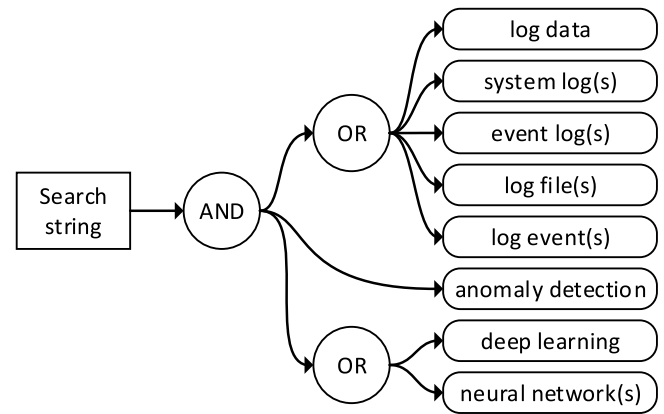 Search
string
AND
OR
log data
system log(s)
event log(s)
log file(s)
log event(s)
anomaly detection
OR
deep learning
neural network(s)